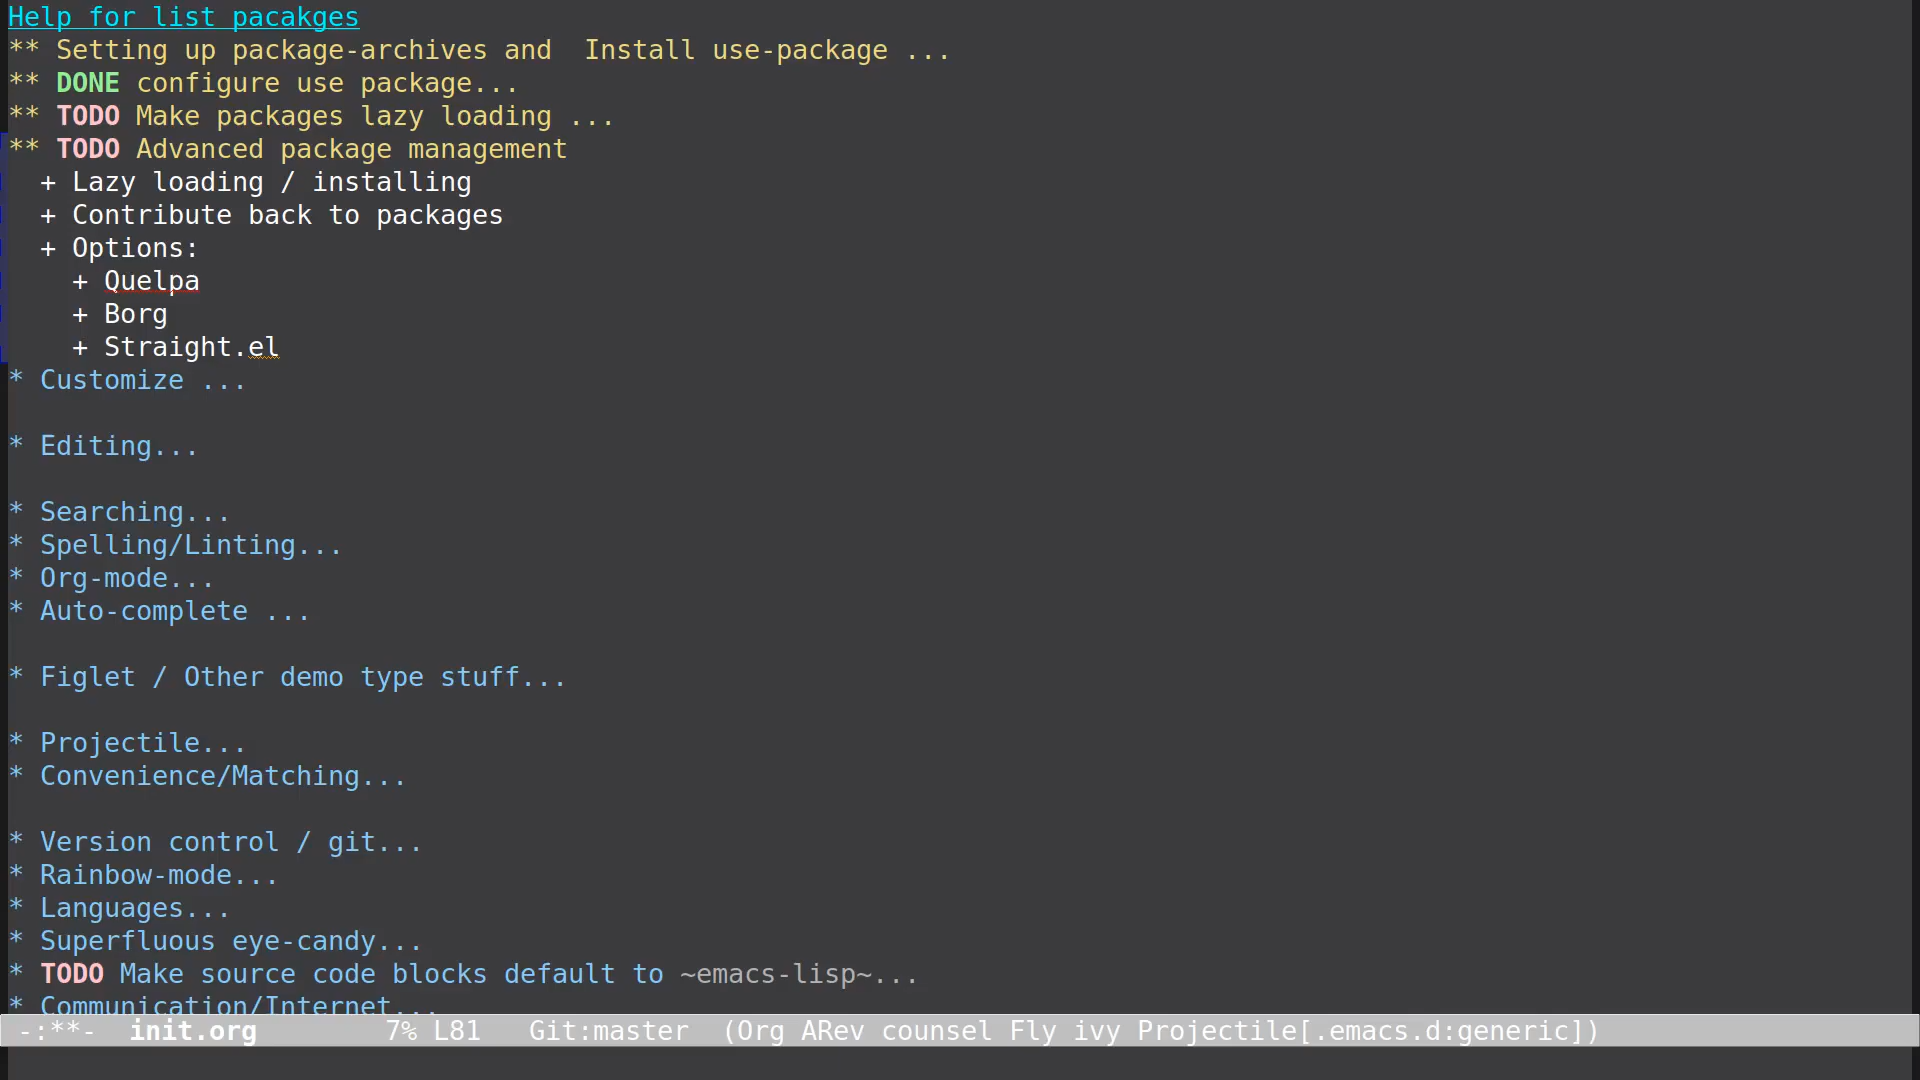 Help for list pacakges
** Setting up package-archives and  Install use-package ...
** DONE configure use package...
** TODO Make packages lazy loading ...
** TODO Advanced package management
+ Lazy loading / installing
+ Contribute back to packages
+ Options:
+ Quelpa
+ Borg
+ Straight.el
* Customize ...
* Editing...
* Searching...
* Spelling/Linting...
* Org-mode...
* Auto-complete ...
* Figlet / Other demo type stuff...
* Projectile...
* Convenience/Matching...
* Version control / git...
* Rainbow-mode...
* Languages...
* Superfluous eye-candy...
* TODO Make source code blocks default to ~emacs-lisp~...
* Communication/Internet...
-:**-  init.org        7% L81   Git:master  (Org ARev counsel Fly ivy Projectile[.emacs.d:generic])